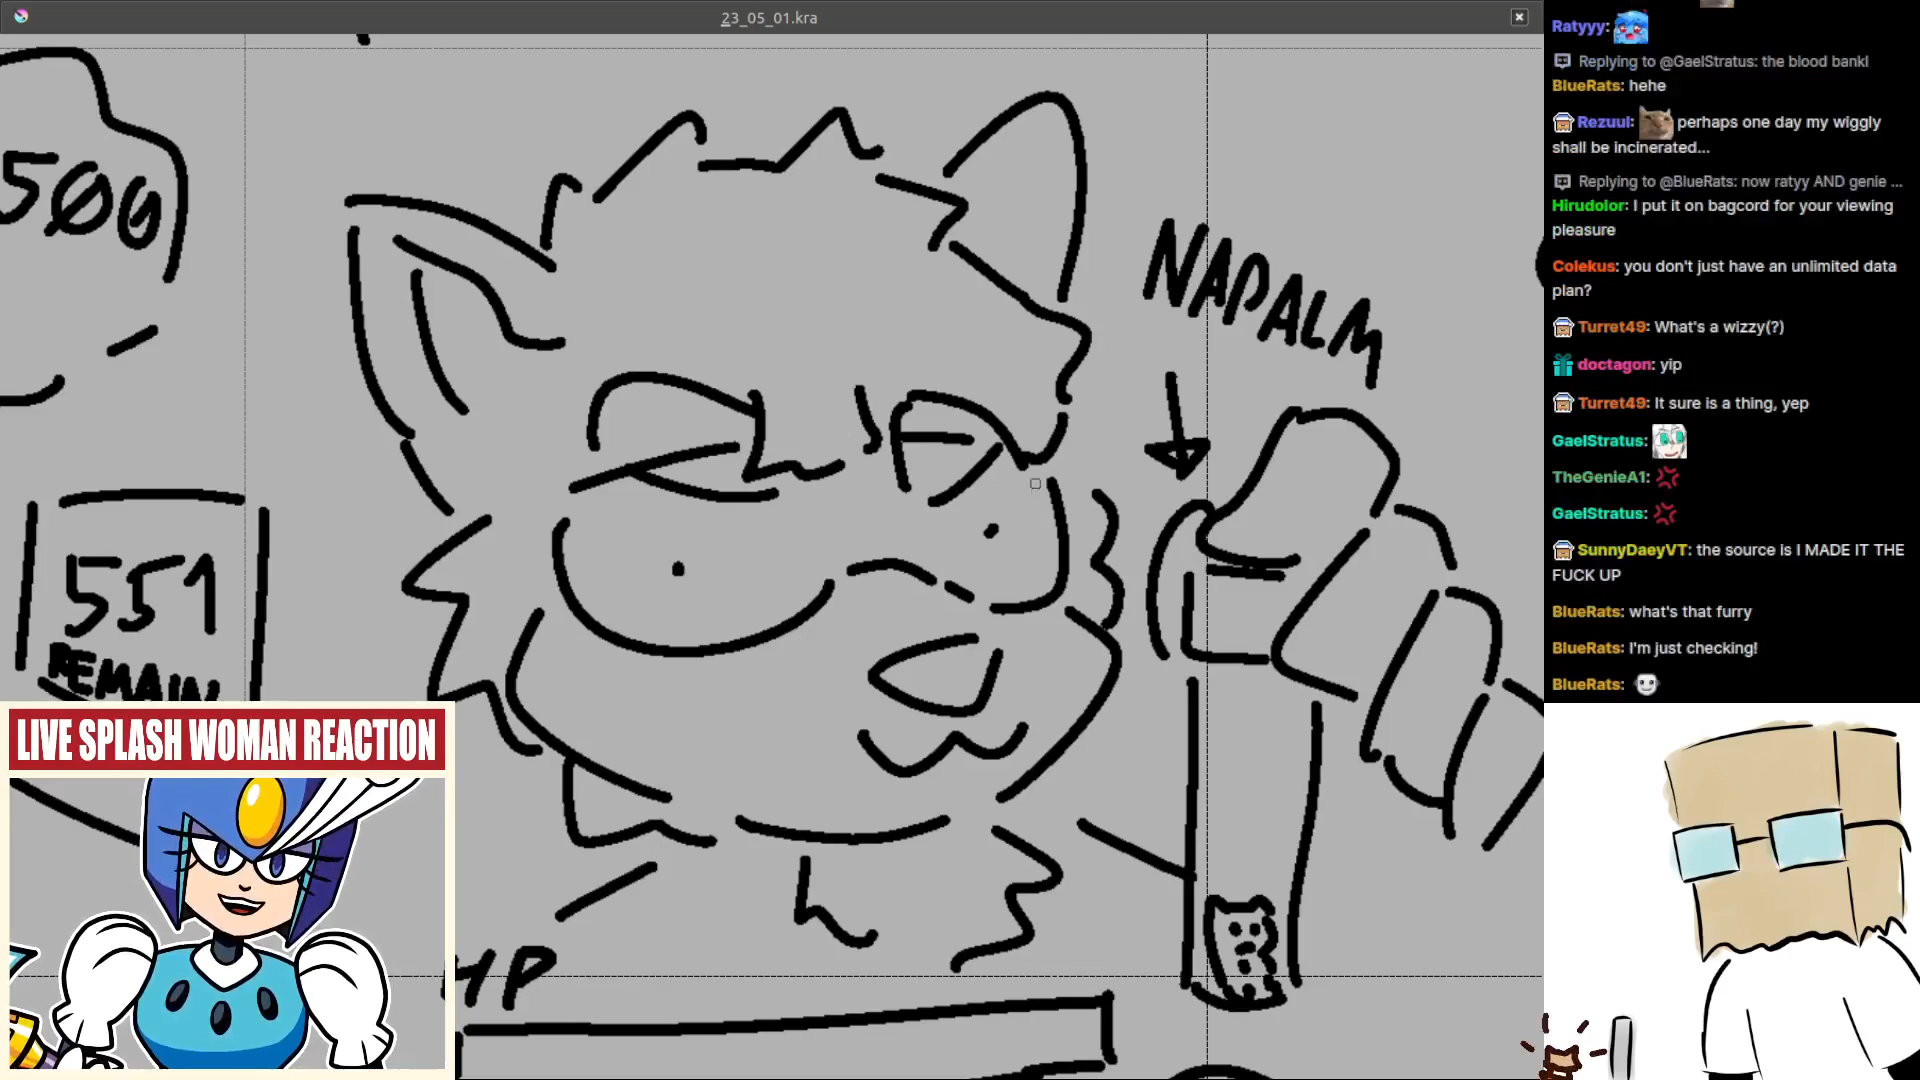 23_05_01.kra
500
NAPALM
551
REMAIN
HP
LIVE SPLASH WOMAN REACTION
Ratyyy:
Replying to @GaelStratus: the blood bankl
BlueRats: hehe
Rezuul: perhaps one day my wiggly
shall be incinerated...
Replying to @BlueRats: now ratyy AND genie ...
Hirudolor: I put it on bagcord for your viewing
pleasure
Colekus: you don't just have an unlimited data
plan?
Turret49: What's a wizzy(?)
doctagon: yip
Turret49: It sure is a thing, yep
GaelStratus:
TheGenieA1:
GaelStratus:
SunnyDaeyVT: the source is I MADE IT THE
FUCK UP
BlueRats: what's that furry
BlueRats: I'm just checking!
BlueRats: